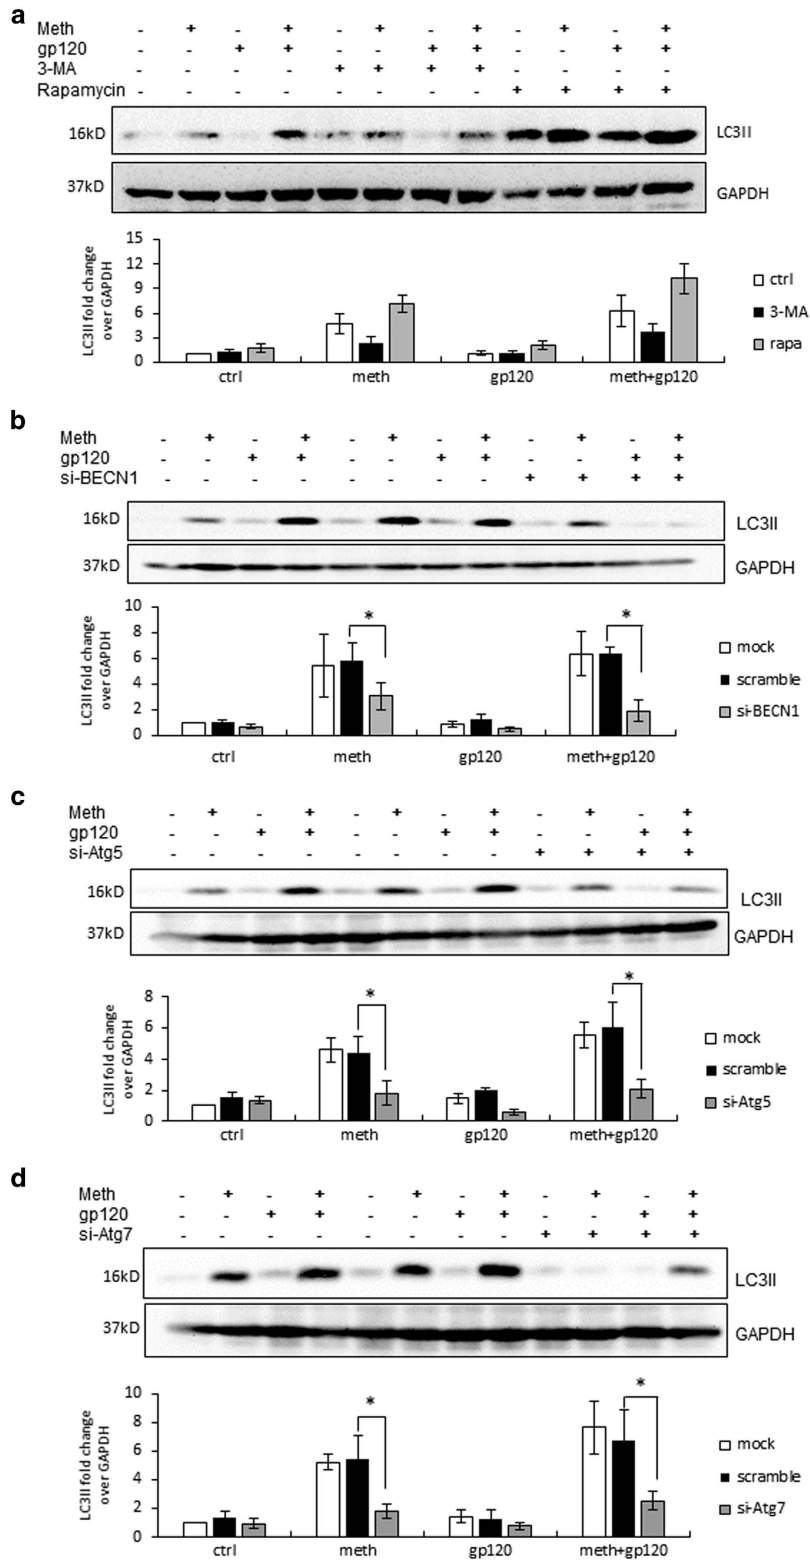 a
Meth - + - + - + - + - + - +
gp120 - - + + - - + + - - + +
3-MA - - - - + + + + - - - -
Rapamycin - - - - - - - - + + + +
16kD LC3II
37kD GAPDH
LC3II fold change
over GAPDH
15
12
9
6
3
0
ctrl meth gp120 meth+gp120
ctrl
3-MA
rapa
b
Meth - + - + - + - + - + - +
gp120 - - + + - - + + - - + +
si-BECN1 - - - - - - - - + + + +
16kD LC3II
37kD GAPDH
LC3II fold change
over GAPDH
10
8
6
4
2
0
* *
ctrl meth gp120 meth+gp120
mock
scramble
si-BECN1
c
Meth - + - + - + - + - + - +
gp120 - - + + - - + + - - + +
si-Atg5 - - - - - - - - + + + +
16kD LC3II
37kD GAPDH
LC3II fold change
over GAPDH
8
6
4
2
0
* *
ctrl meth gp120 meth+gp120
mock
scramble
si-Atg5
d
Meth - + - + - + - + - + - +
gp120 - - + + - - + + - - + +
si-Atg7 - - - - - - - - + + + +
16kD LC3II
37kD GAPDH
LC3II fold change
over GAPDH
10
8
6
4
2
0
* *
ctrl meth gp120 meth+gp120
mock
scramble
si-Atg7